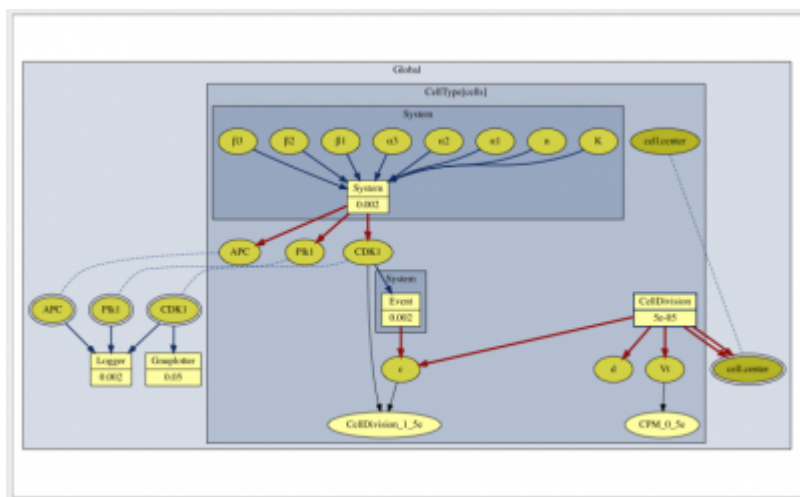 Global
CellType[cells]
System
β3 β2 β1 α3 α2 α1 n K cell.center
System
0.002
APC Plk1 CDK1
System
APC Plk1 CDK1 Event CellDivision
0.002 5e-05
Logger Gnuplotter
0.002 0.05
c d Vt cell.center
CellDivision_1_5e CPM_0_5e